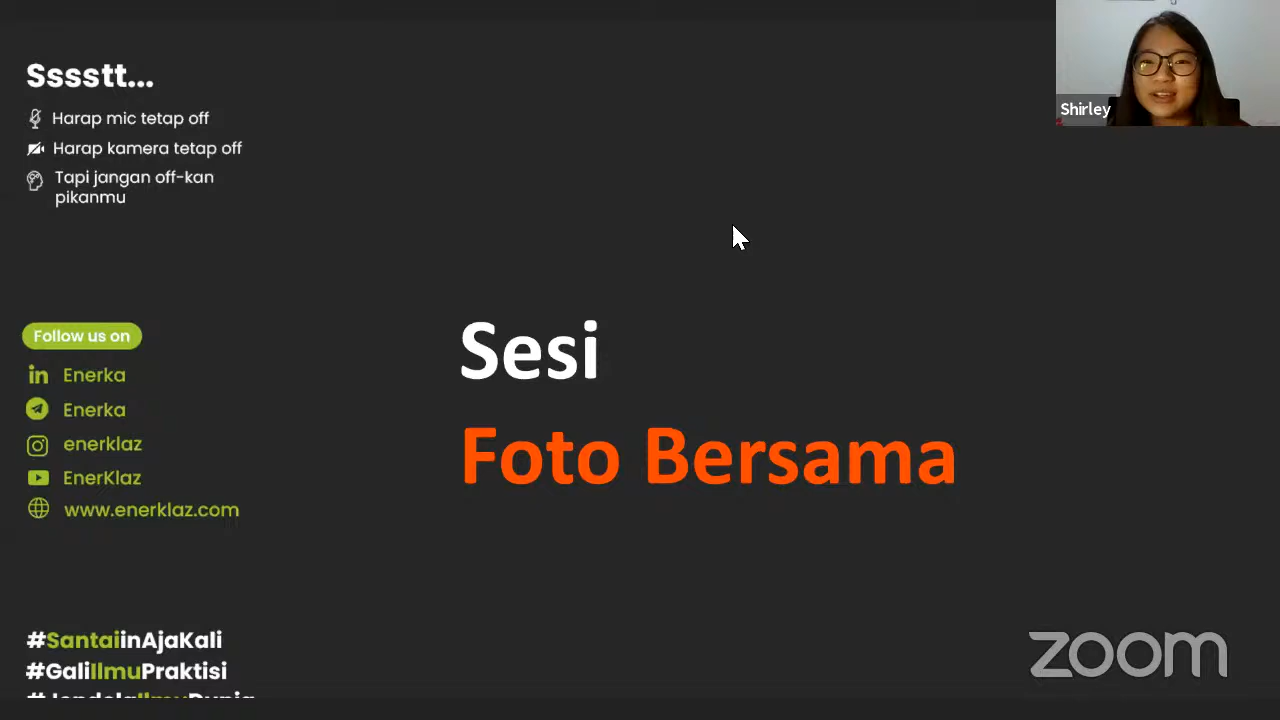 Sssstt...
Harap mic tetap off
Harap kamera tetap off
Tapi jangan off-kan
pikanmu
Follow us on
Enerka
Enerka
enerklaz
EnerKlaz
www.enerklaz.com
#SantaiinAjaKali
#GaliIlmuPraktisi
#JendelaIlmuDunia
Sesi
Foto Bersama
Shirley
zoom